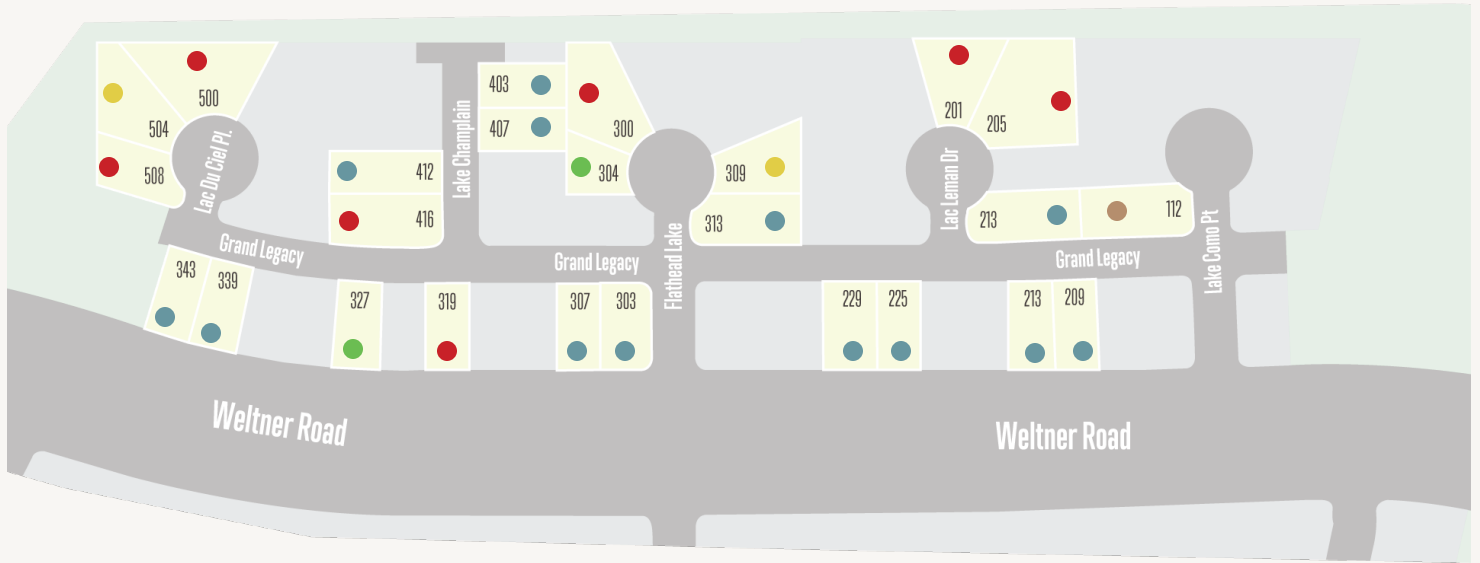 500
504
508
Lac Du Ciel Pl.
403
407
Lake Champlain
412
416
300
304
309
313
201
205
Lac Leman Dr
213
112
Lake Como Pt
Grand Legacy
Grand Legacy
Flathead Lake
Grand Legacy
343
339
327
319
307
303
229
225
213
209
Weltner Road
Weltner Road